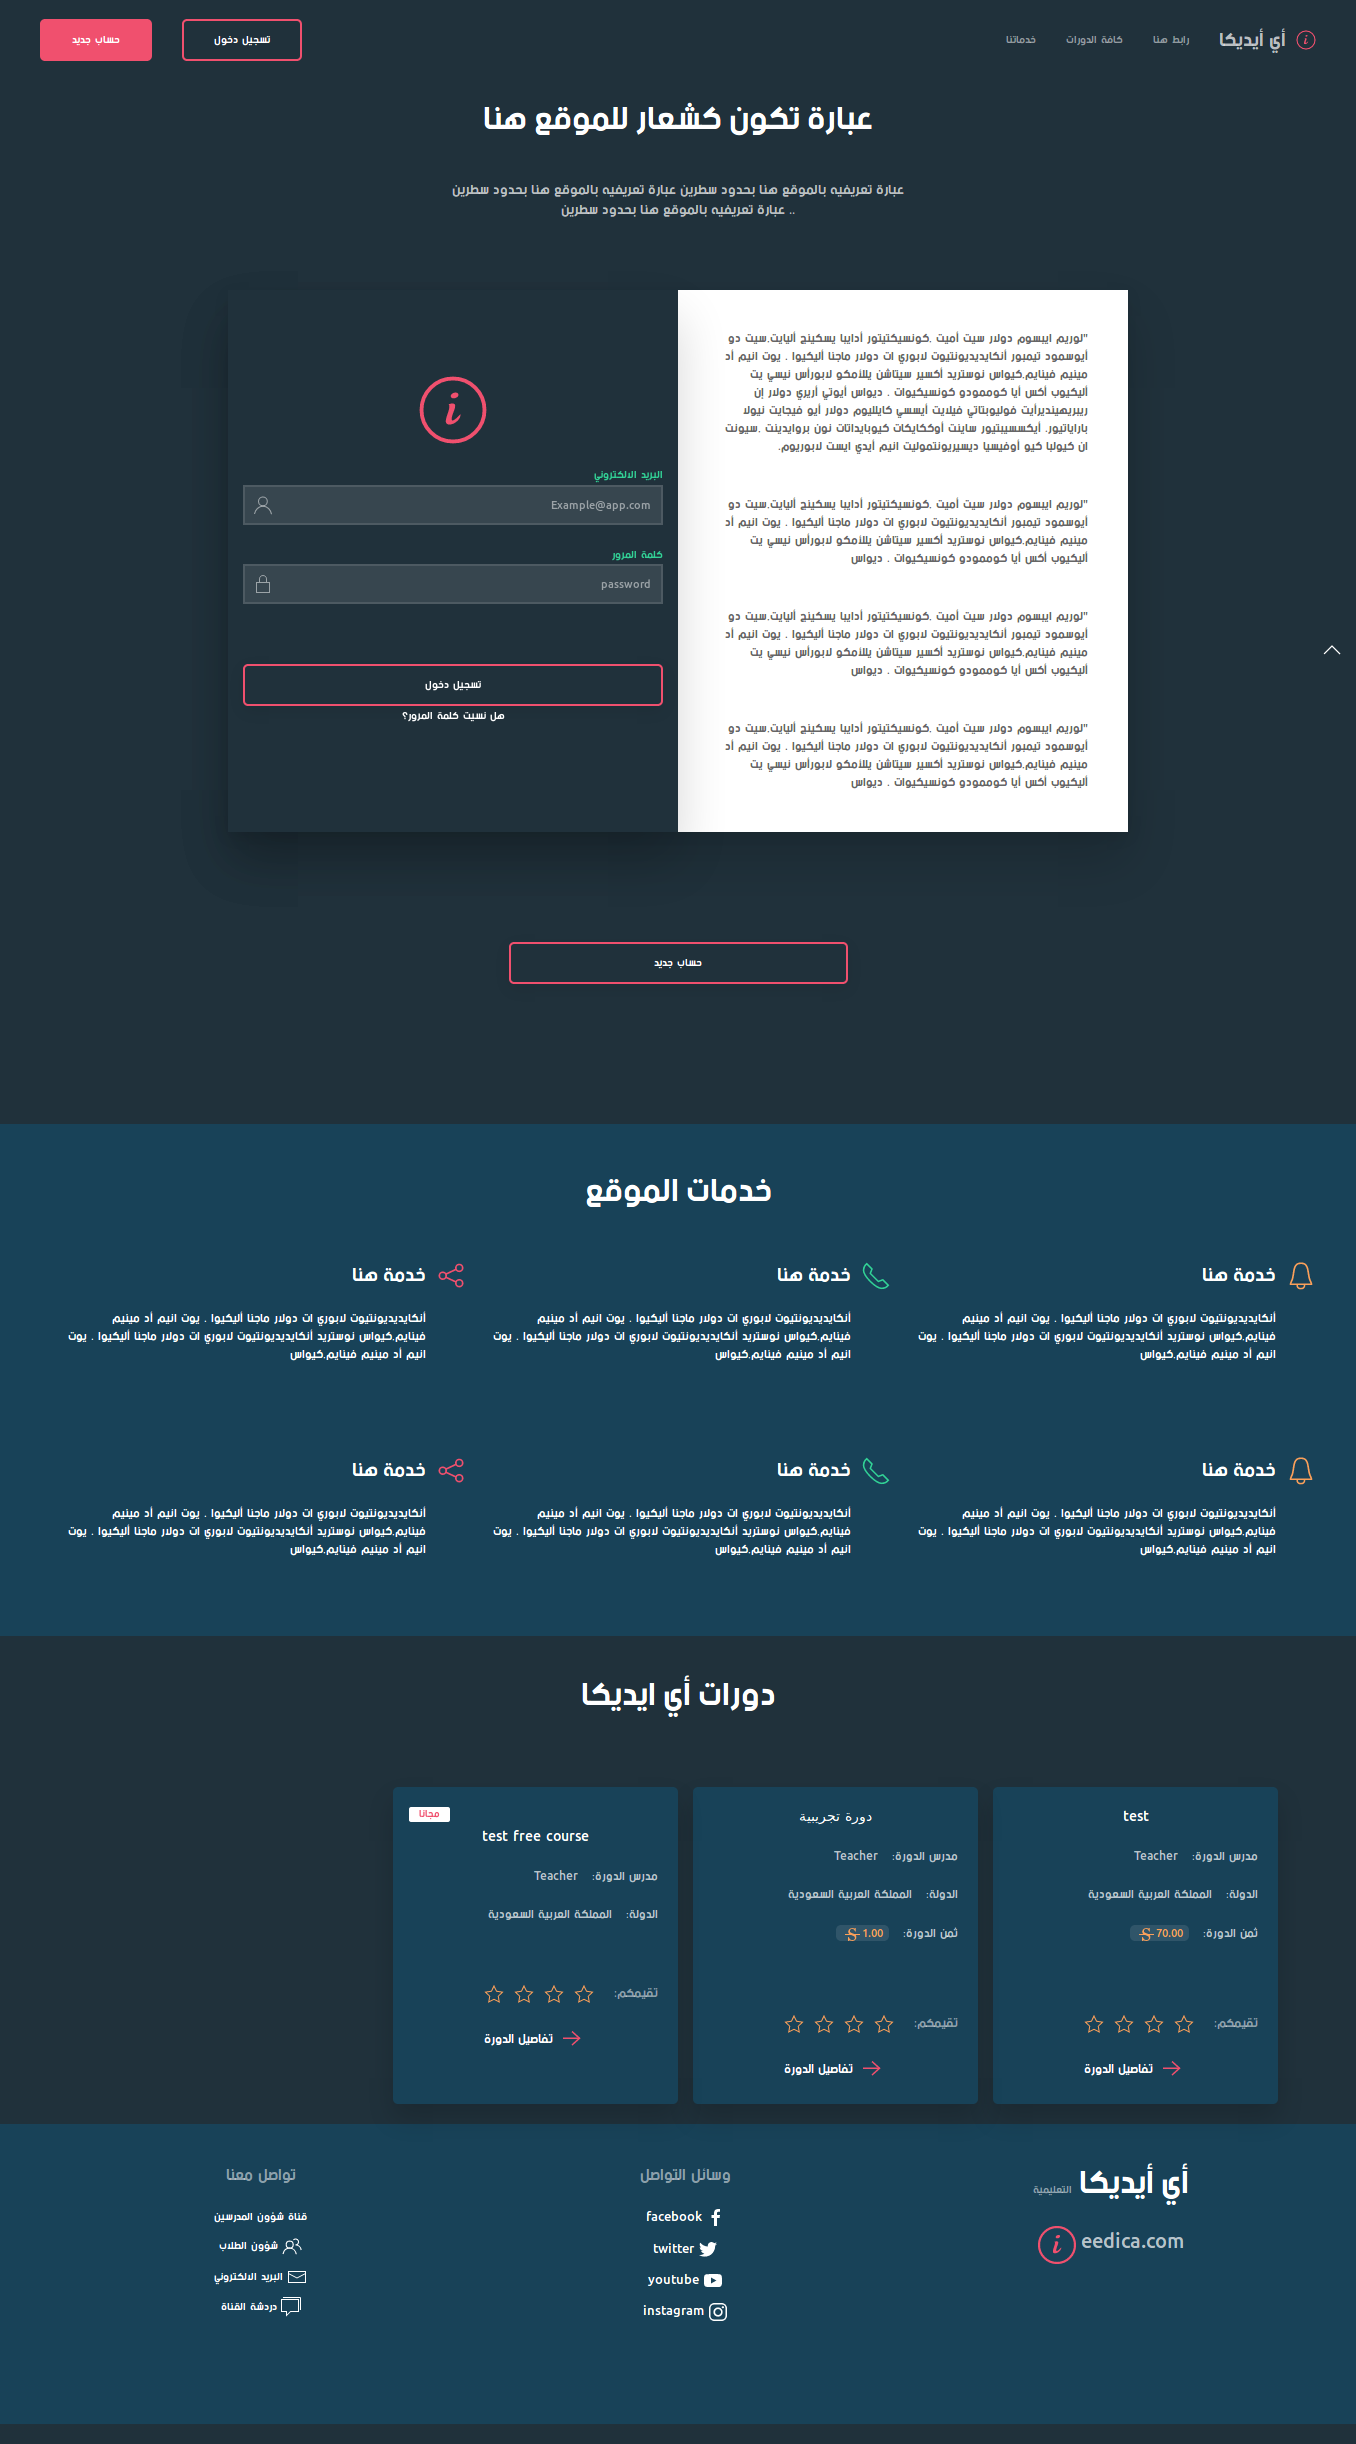 أي أيديكا
رابط هنا
كافة الدورات
خدماتنا
تسجيل دخول
حساب جديد
عبارة تكون كشعار للموقع هنا
عبارة تعريفيه بالموقع هنا بحدود سطرين عبارة تعريفيه بالموقع هنا بحدود سطرين
.. عبارة تعريفيه بالموقع هنا بحدود سطرين
"لوريم ايبسوم دولار سيت أميت ,كونسيكتيتور أدايبا يسكينج أليايت,سيت دو
أيوسمود تيمبور أنكايديديونتيوت لابوري ات دولار ماجنا أليكيوا . يوت انيم أد
مينيم فينايم,كيواس نوستريد أكسير سيتاشن يللأمكو لابورأس نيسي يت
أليكيوب أكس أيا كوممودو كونسيكيوات . ديواس أيوتي أريري دولار إن
ريبريهينديرأيت فوليوبتاتي فيلايت أيسسي كايلليوم دولار أيو فيجايت نيولا
باراياتيور. أيكسسيبتيور ساينت أوككايكات كيوبايداتات نون بروايدينت ,سيونت
ان كيولبا كيو أوفيسيا ديسيريونتموليت انيم أيدي ايست لابوريوم.
"لوريم ايبسوم دولار سيت أميت ,كونسيكتيتور أدايبا يسكينج أليايت,سيت دو
أيوسمود تيمبور أنكايديديونتيوت لابوري ات دولار ماجنا أليكيوا . يوت انيم أد
مينيم فينايم,كيواس نوستريد أكسير سيتاشن يللأمكو لابورأس نيسي يت
أليكيوب أكس أيا كوممودو كونسيكيوات . ديواس
"لوريم ايبسوم دولار سيت أميت ,كونسيكتيتور أدايبا يسكينج أليايت,سيت دو
أيوسمود تيمبور أنكايديديونتيوت لابوري ات دولار ماجنا أليكيوا . يوت انيم أد
مينيم فينايم,كيواس نوستريد أكسير سيتاشن يللأمكو لابورأس نيسي يت
أليكيوب أكس أيا كوممودو كونسيكيوات . ديواس
"لوريم ايبسوم دولار سيت أميت ,كونسيكتيتور أدايبا يسكينج أليايت,سيت دو
أيوسمود تيمبور أنكايديديونتيوت لابوري ات دولار ماجنا أليكيوا . يوت انيم أد
مينيم فينايم,كيواس نوستريد أكسير سيتاشن يللأمكو لابورأس نيسي يت
أليكيوب أكس أيا كوممودو كونسيكيوات . ديواس
البريد الالكتروني
Example@app.com
كلمة المرور
password
تسجيل دخول
هل نسيت كلمة المرور؟
حساب جديد
خدمات الموقع
خدمة هنا
أنكايديديونتيوت لابوري ات دولار ماجنا أليكيوا . يوت انيم أد مينيم
فينايم,كيواس نوستريد أنكايديديونتيوت لابوري ات دولار ماجنا أليكيوا . يوت
انيم أد مينيم فينايم,كيواس
خدمة هنا
أنكايديديونتيوت لابوري ات دولار ماجنا أليكيوا . يوت انيم أد مينيم
فينايم,كيواس نوستريد أنكايديديونتيوت لابوري ات دولار ماجنا أليكيوا . يوت
انيم أد مينيم فينايم,كيواس
خدمة هنا
أنكايديديونتيوت لابوري ات دولار ماجنا أليكيوا . يوت انيم أد مينيم
فينايم,كيواس نوستريد أنكايديديونتيوت لابوري ات دولار ماجنا أليكيوا . يوت
انيم أد مينيم فينايم,كيواس
خدمة هنا
أنكايديديونتيوت لابوري ات دولار ماجنا أليكيوا . يوت انيم أد مينيم
فينايم,كيواس نوستريد أنكايديديونتيوت لابوري ات دولار ماجنا أليكيوا . يوت
انيم أد مينيم فينايم,كيواس
خدمة هنا
أنكايديديونتيوت لابوري ات دولار ماجنا أليكيوا . يوت انيم أد مينيم
فينايم,كيواس نوستريد أنكايديديونتيوت لابوري ات دولار ماجنا أليكيوا . يوت
انيم أد مينيم فينايم,كيواس
خدمة هنا
أنكايديديونتيوت لابوري ات دولار ماجنا أليكيوا . يوت انيم أد مينيم
فينايم,كيواس نوستريد أنكايديديونتيوت لابوري ات دولار ماجنا أليكيوا . يوت
انيم أد مينيم فينايم,كيواس
دورات أي ايديكا
test
مدرس الدورة: Teacher
الدولة: المملكة العربية السعودية
ثمن الدورة: 70.00 $
تقيمكم:
تفاصيل الدورة
دورة تجريبية
مدرس الدورة: Teacher
الدولة: المملكة العربية السعودية
ثمن الدورة: 1.00 $
تقيمكم:
تفاصيل الدورة
مجانا
test free course
مدرس الدورة: Teacher
الدولة: المملكة العربية السعودية
تقيمكم:
تفاصيل الدورة
أي أيديكا التعليمية
eedica.com
وسائل التواصل
facebook
twitter
youtube
instagram
تواصل معنا
قناة شؤون المدرسين
شؤون الطلاب
البريد الالكتروني
دردشة القناة